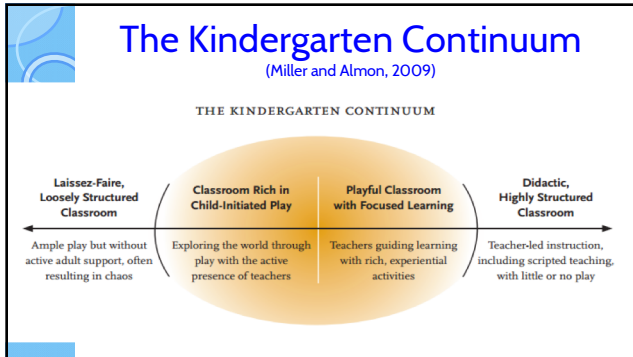 The Kindergarten Continuum
(Miller and Almon, 2009)
THE KINDERGARTEN CONTINUUM
Laissez-Faire,
Loosely Structured
Classroom
Ample play but without
active adult support, often
resulting in chaos
Classroom Rich in
Child-Initiated Play
Exploring the world through
play with the active
presence of teachers
Playful Classroom
with Focused Learning
Teachers guiding learning
with rich, experiential
activities
Didactic,
Highly Structured
Classroom
Teacher-led instruction,
including scripted teaching,
with little or no play